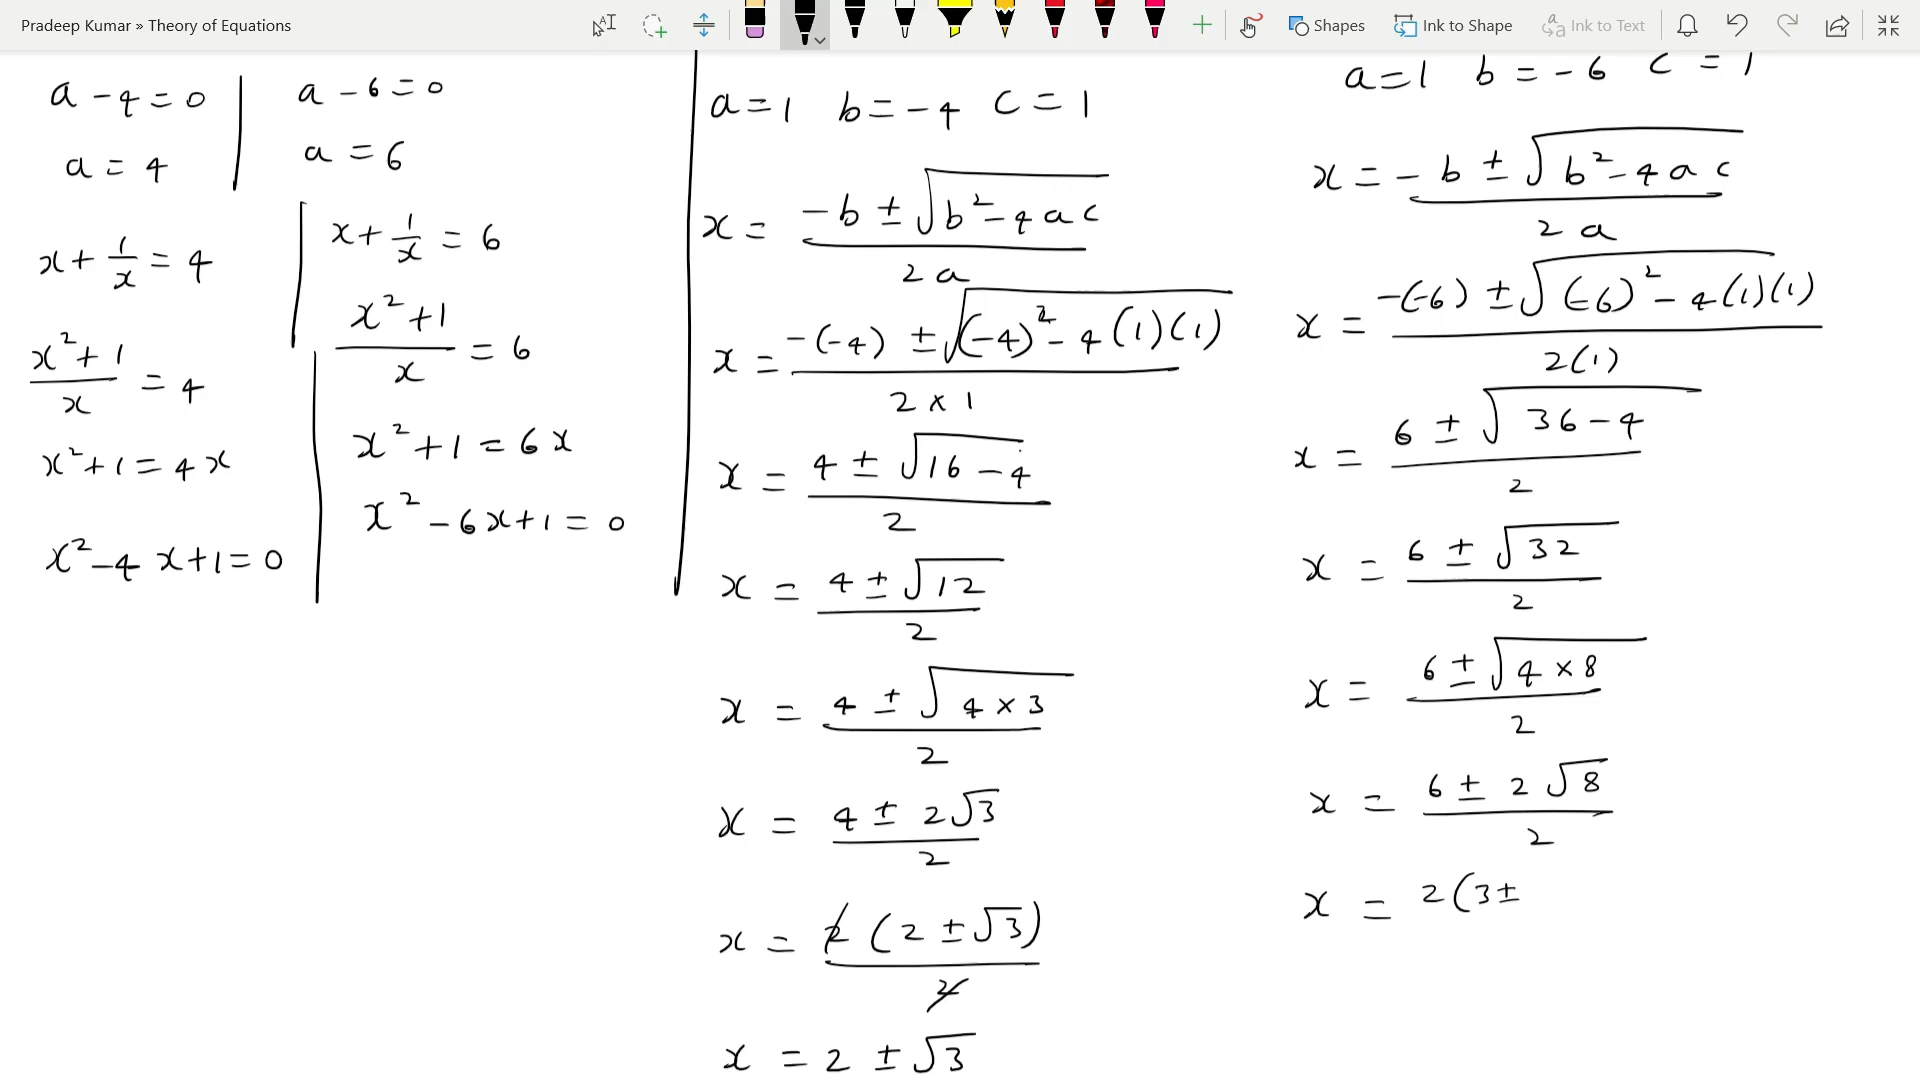 Pradeep Kumar » Theory of Equations
Shapes
Ink to Shape
Ink to Text
a - 4 = 0
a = 4
x + 1/x = 4
(x² + 1)/x = 4
x² + 1 = 4x
x² - 4x + 1 = 0
a - 6 = 0
a = 6
x + 1/x = 6
(x² + 1)/x = 6
x² + 1 = 6x
x² - 6x + 1 = 0
a = 1 b = -4 c = 1
x = (-b ± √(b² - 4ac))/(2a)
x = (-(-4) ± √((-4)² - 4(1)(1)))/(2 × 1)
x = (4 ± √(16 - 4))/2
x = (4 ± √12)/2
x = (4 ± √(4 × 3))/2
x = (4 ± 2√3)/2
x = 2(2 ± √3)/2
x = 2 ± √3
a = 1 b = -6 c = 1
x = (-b ± √(b² - 4ac))/(2a)
x = (-(-6) ± √((-6)² - 4(1)(1)))/(2(1))
x = (6 ± √(36 - 4))/2
x = (6 ± √32)/2
x = (6 ± √(4 × 8))/2
x = (6 ± 2√8)/2
x = 2(3 ±